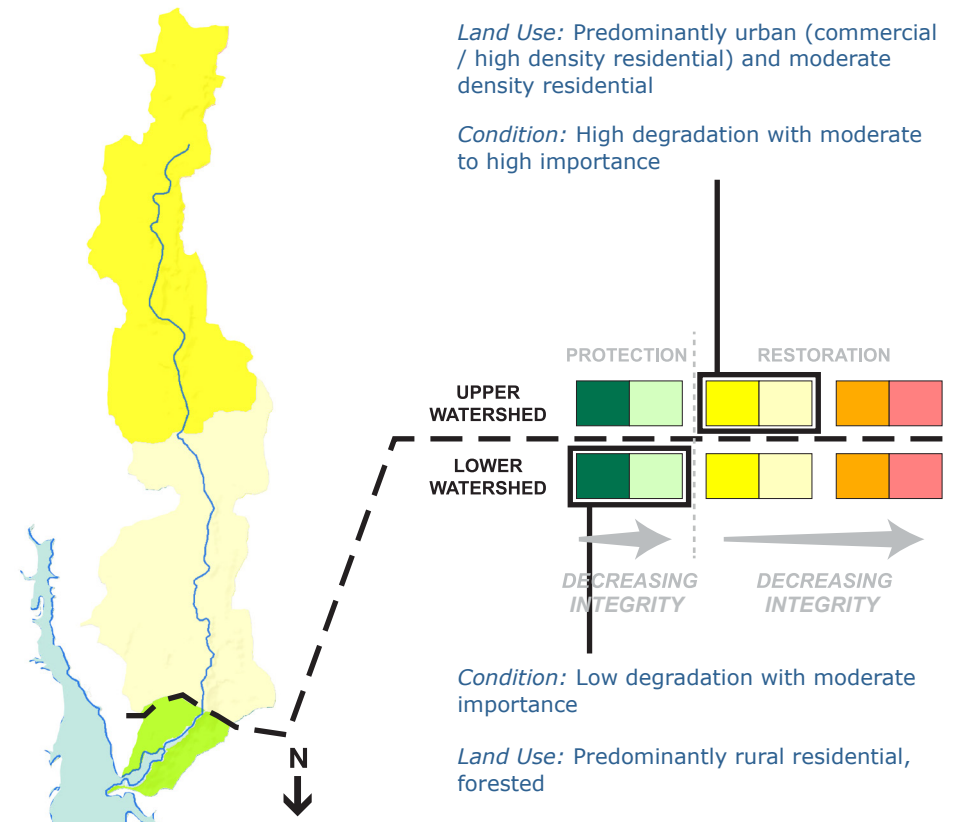 Land Use: Predominantly urban (commercial
/ high density residential) and moderate
density residential
Condition: High degradation with moderate
to high importance
PROTECTION
RESTORATION
UPPER
WATERSHED
LOWER
WATERSHED
DECREASING
INTEGRITY
DECREASING
INTEGRITY
Condition: Low degradation with moderate
importance
Land Use: Predominantly rural residential,
forested
N